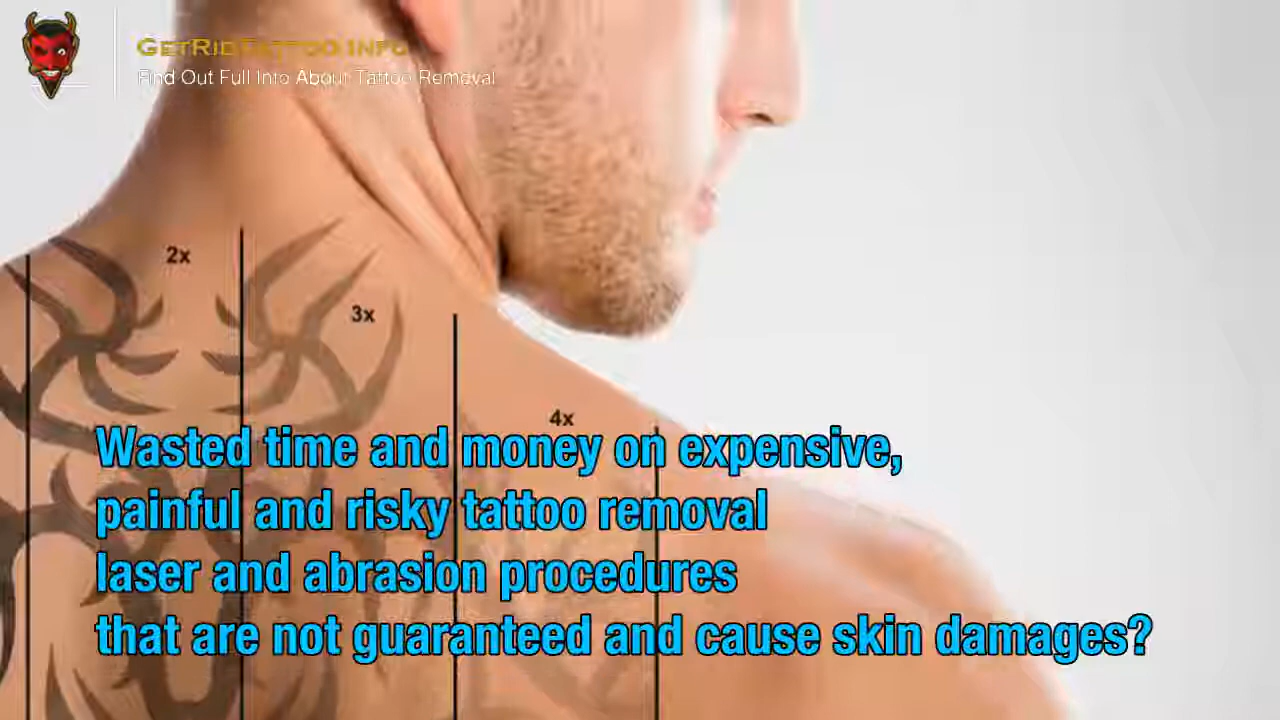 GetRidTattoo.Info
Find Out Full Info About Tattoo Removal
2x
3x
4x
Wasted time and money on expensive,
painful and risky tattoo removal
laser and abrasion procedures
that are not guaranteed and cause skin damages?